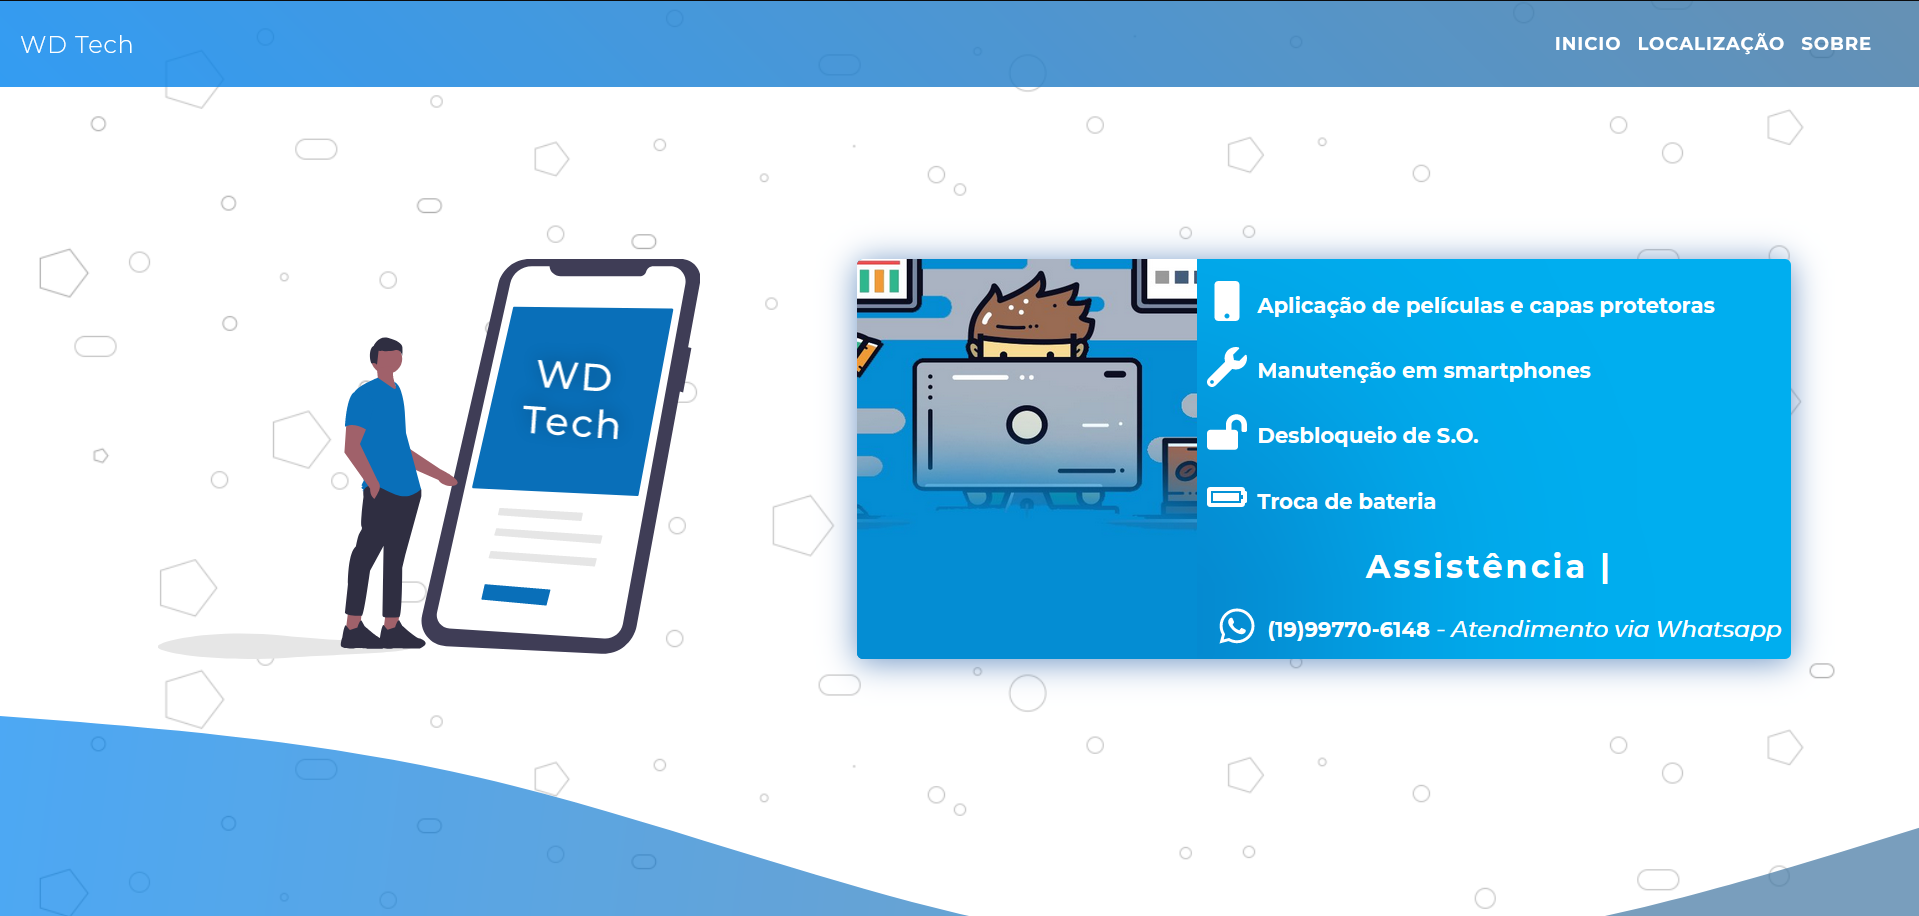 WD Tech
INICIO LOCALIZAÇÃO SOBRE
WD
Tech
Aplicação de películas e capas protetoras
Manutenção em smartphones
Desbloqueio de S.O.
Troca de bateria
Assistência |
(19)99770-6148 - Atendimento via Whatsapp